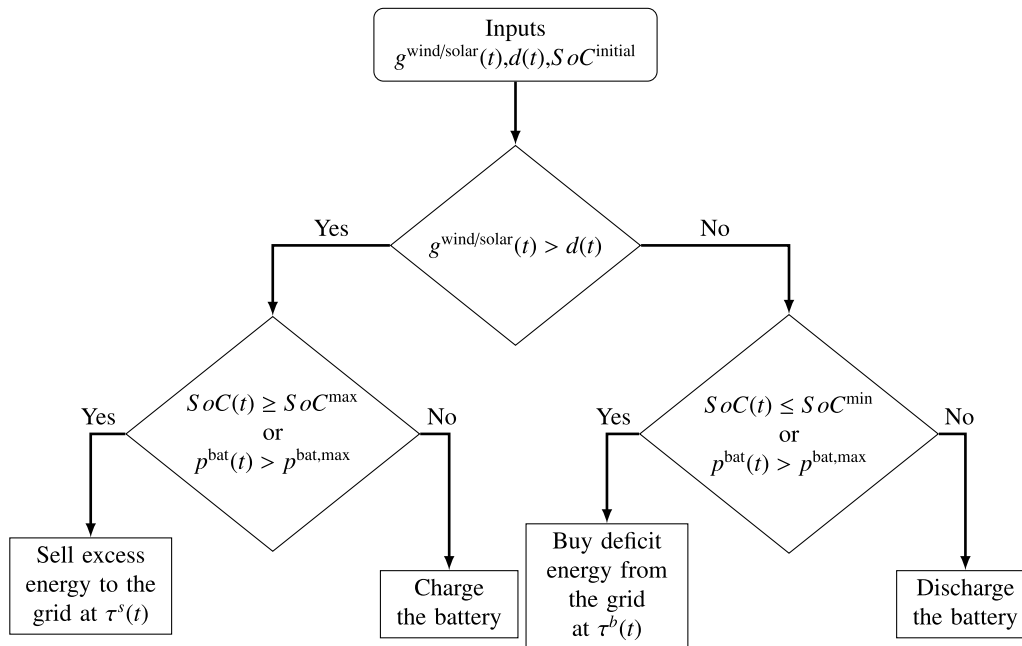 Inputs
g^wind/solar(t),d(t),SoC^initial
Yes
No
g^wind/solar(t) > d(t)
Yes
SoC(t) ≥ SoC^max
or
p^bat(t) > p^bat,max
No
Yes
SoC(t) ≤ SoC^min
or
p^bat(t) > p^bat,max
No
Sell excess
energy to the
grid at τ^s(t)
Charge
the battery
Buy deficit
energy from
the grid
at τ^b(t)
Discharge
the battery